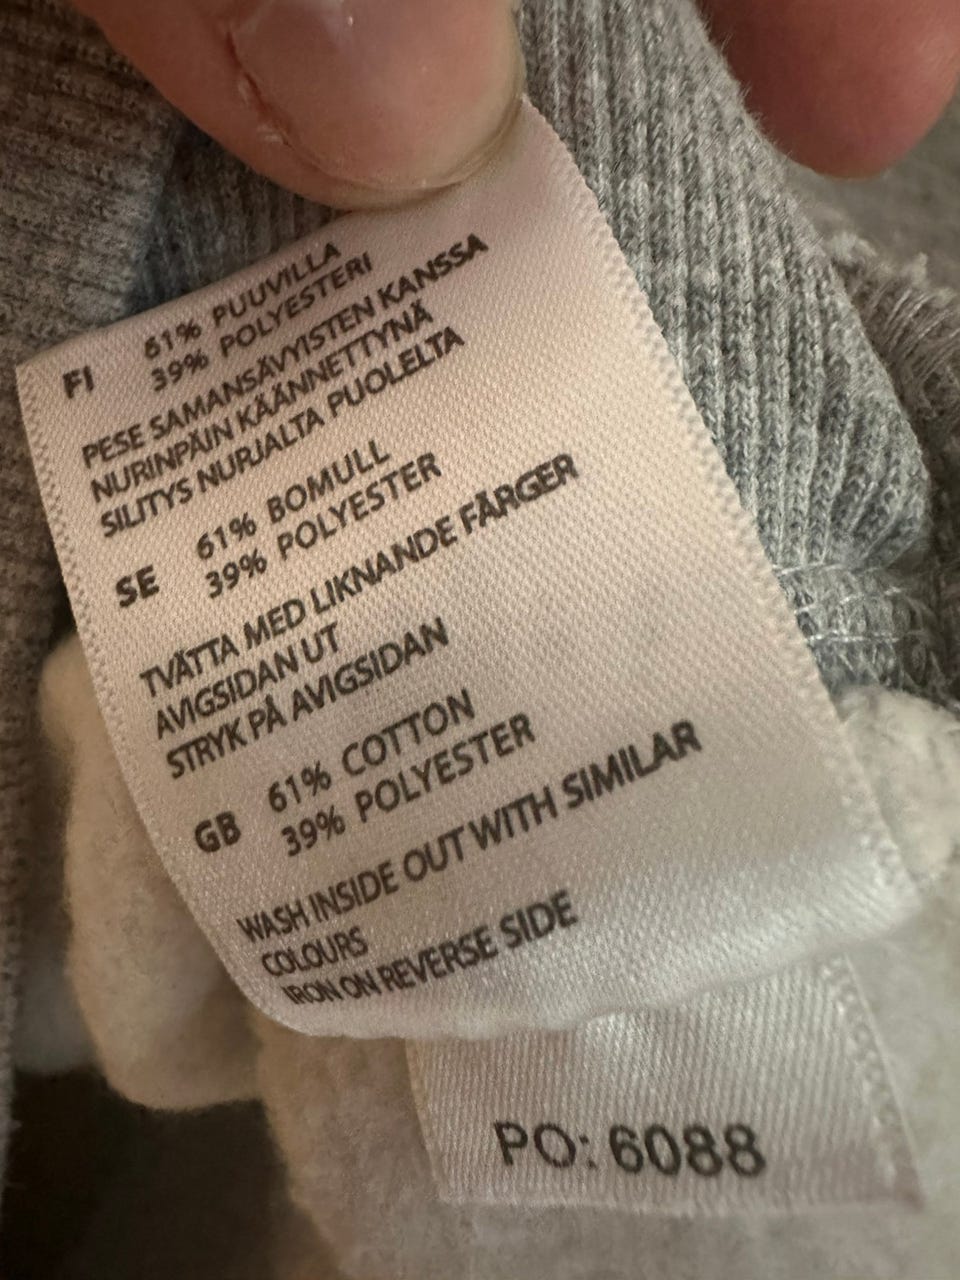 FI
61% PUUVILLA
39% POLYESTERI
PESE SAMANSÄVYISTEN KANSSA
NURINPÄIN KÄÄNNETTYNÄ
SILITYS NURJALTA PUOLELTA
SE
61% BOMULL
39% POLYESTER
TVÄTTA MED LIKNANDE FÄRGER
AVIGSIDAN UT
STRYK PÅ AVIGSIDAN
GB
61% COTTON
39% POLYESTER
WASH INSIDE OUT WITH SIMILAR
COLOURS
IRON ON REVERSE SIDE
PO: 6088